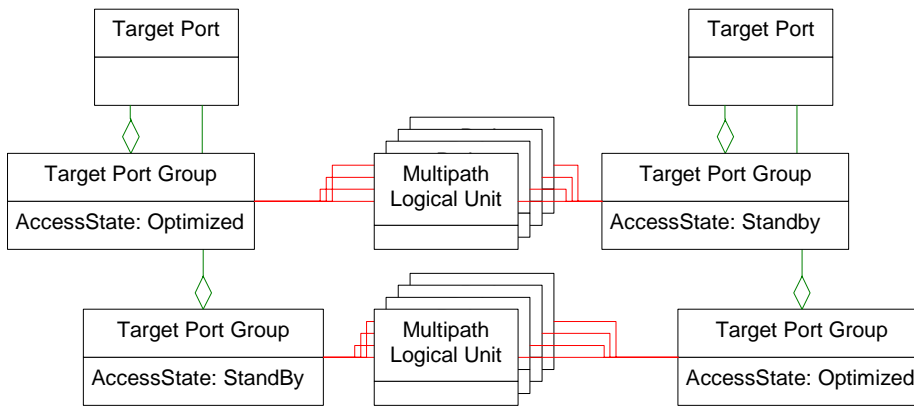 Target Port
Target Port
Target Port Group
AccessState: Optimized
Multipath
Logical Unit
Target Port Group
AccessState: Standby
Target Port Group
AccessState: StandBy
Multipath
Logical Unit
Target Port Group
AccessState: Optimized